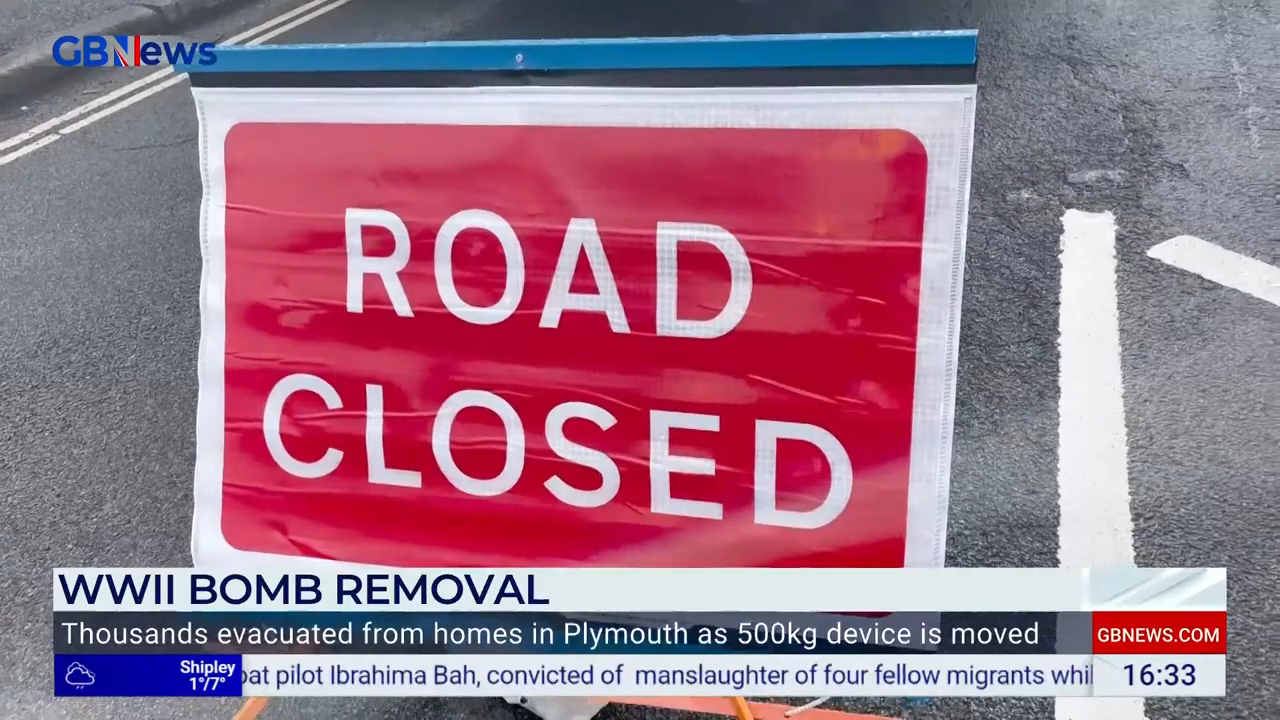 GBNEWS
ROAD
CLOSED
WWII BOMB REMOVAL
Thousands evacuated from homes in Plymouth as 500kg device is moved
GBNEWS.COM
Shipley
1°/7°
pilot Ibrahima Bah, convicted of manslaughter of four fellow migrants
16:33